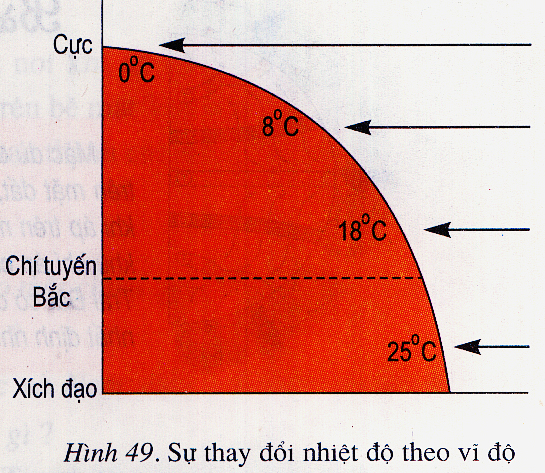 Cực
0°C
8°C
18°C
Chí tuyến
Bắc
25°C
Xích đạo
Hình 49. Sự thay đổi nhiệt độ theo vĩ độ